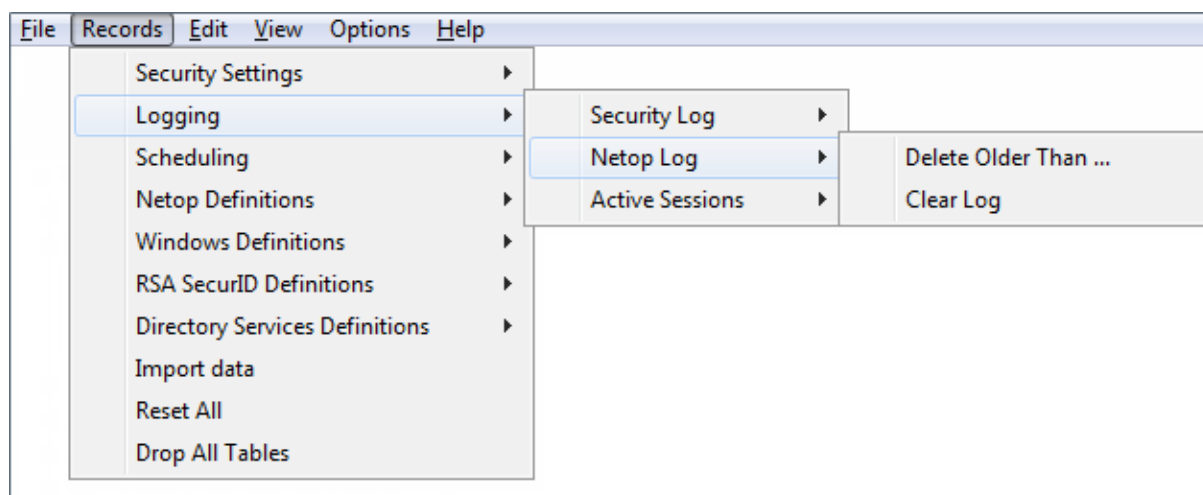 File Records Edit View Options Help
Security Settings
Logging
Scheduling
Netop Definitions
Windows Definitions
RSA SecurID Definitions
Directory Services Definitions
Import data
Reset All
Drop All Tables
Security Log
Netop Log
Active Sessions
Delete Older Than ...
Clear Log